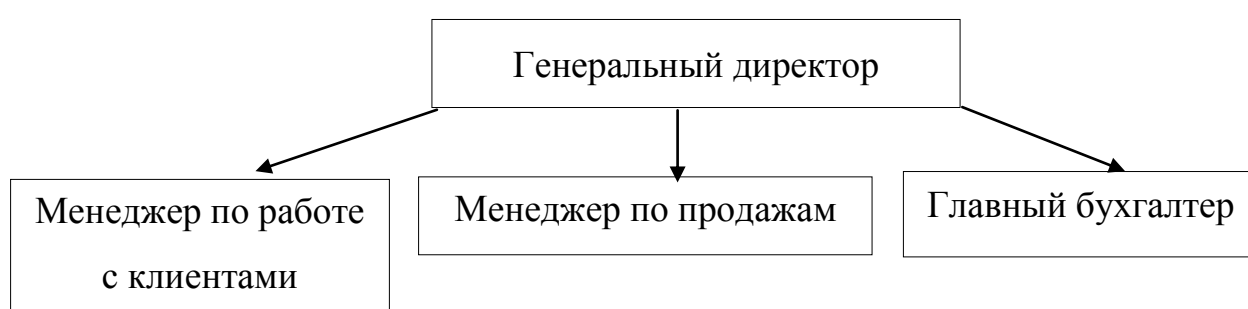 Генеральный директор
Менеджер по работе
с клиентами
Менеджер по продажам
Главный бухгалтер